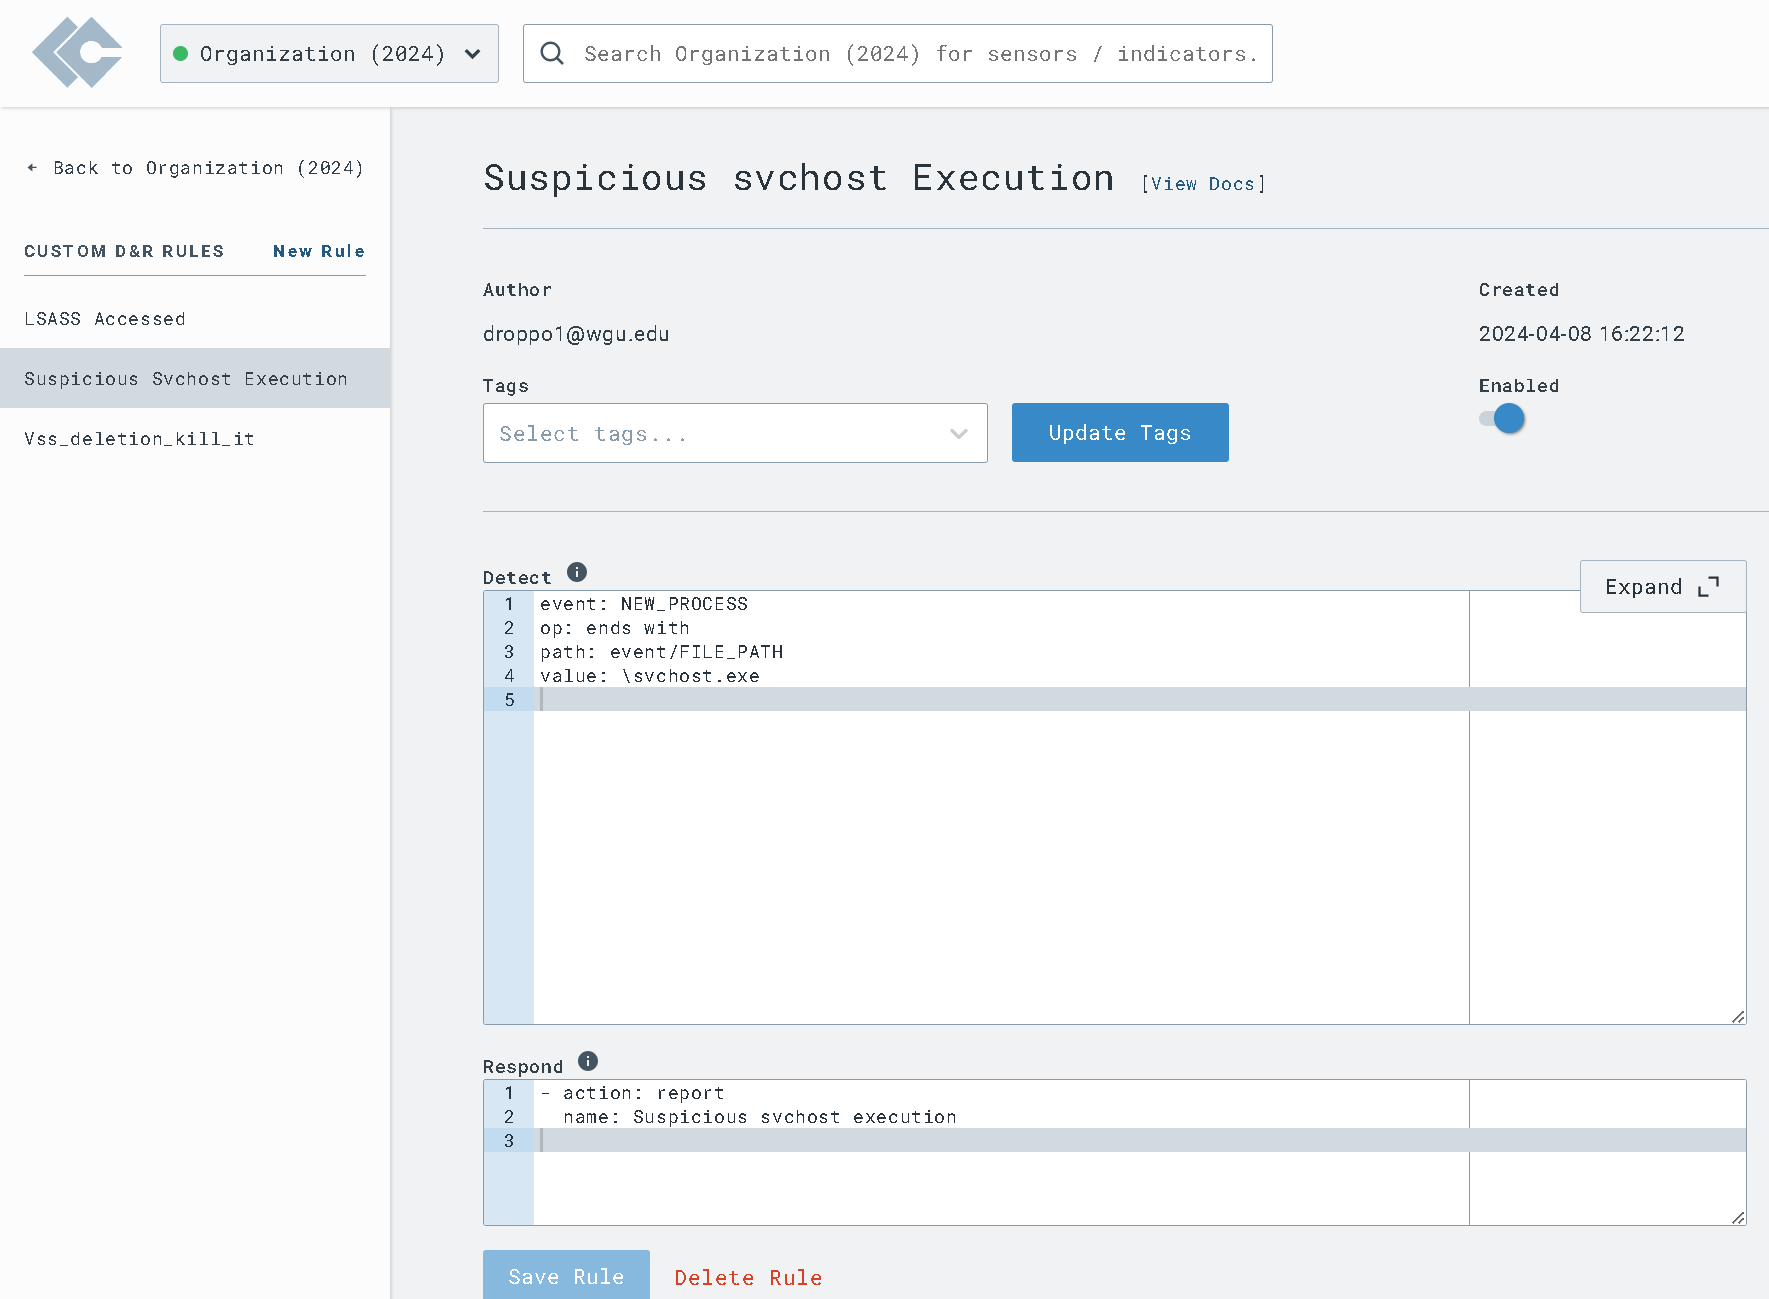 Organization (2024)
Search Organization (2024) for sensors / indicators.
Back to Organization (2024)
CUSTOM D&R RULES New Rule
LSASS Accessed
Suspicious Svchost Execution
Vss_deletion_kill_it
Suspicious svchost Execution [View Docs]
Author
droppo1@wgu.edu
Created
2024-04-08 16:22:12
Tags
Select tags...
Update Tags
Enabled
Detect
Expand
1 event: NEW_PROCESS
2 op: ends with
3 path: event/FILE_PATH
4 value: \svchost.exe
5
Respond
1 - action: report
2 name: Suspicious svchost execution
3
Save Rule Delete Rule